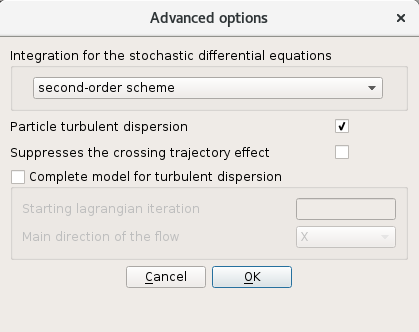 Advanced options
Integration for the stochastic differential equations
second-order scheme
Particle turbulent dispersion
Suppresses the crossing trajectory effect
Complete model for turbulent dispersion
Starting lagrangian iteration
Main direction of the flow X
Cancel OK